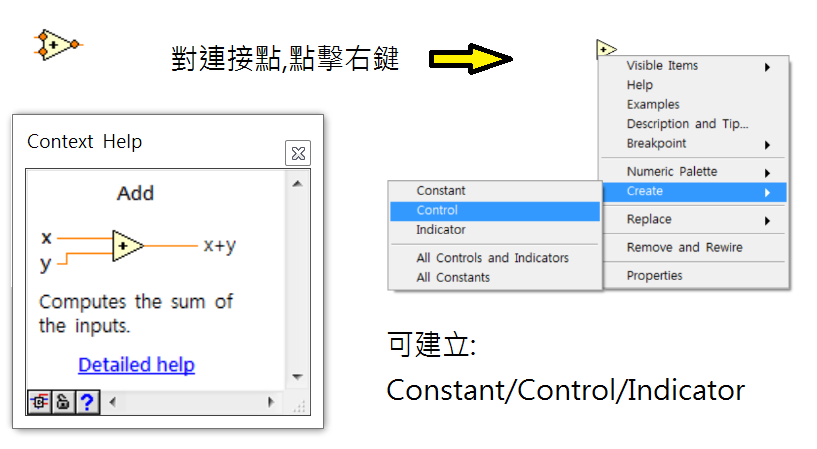 對連接點,點擊右鍵
Context Help
Add
x
y
x+y
Computes the sum of
the inputs.
Detailed help
Visible Items
Help
Examples
Description and Tip...
Breakpoint
Numeric Palette
Create
Replace
Remove and Rewire
Properties
Constant
Control
Indicator
All Controls and Indicators
All Constants
可建立:
Constant/Control/Indicator